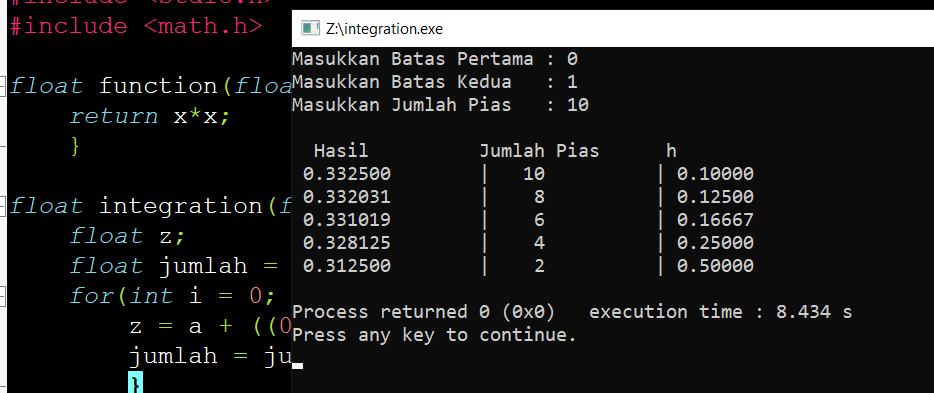 #include <math.h>
float function(floa
return x*x;
}
float integration(f
float z;
float jumlah =
for(int i = 0;
z = a + ((0
jumlah = ju
}
Z:\integration.exe
Masukkan Batas Pertama : 0
Masukkan Batas Kedua   : 1
Masukkan Jumlah Pias   : 10
Hasil          Jumlah Pias      h
0.332500        |   10          | 0.10000
0.332031        |    8          | 0.12500
0.331019        |    6          | 0.16667
0.328125        |    4          | 0.25000
0.312500        |    2          | 0.50000
Process returned 0 (0x0)   execution time : 8.434 s
Press any key to continue.